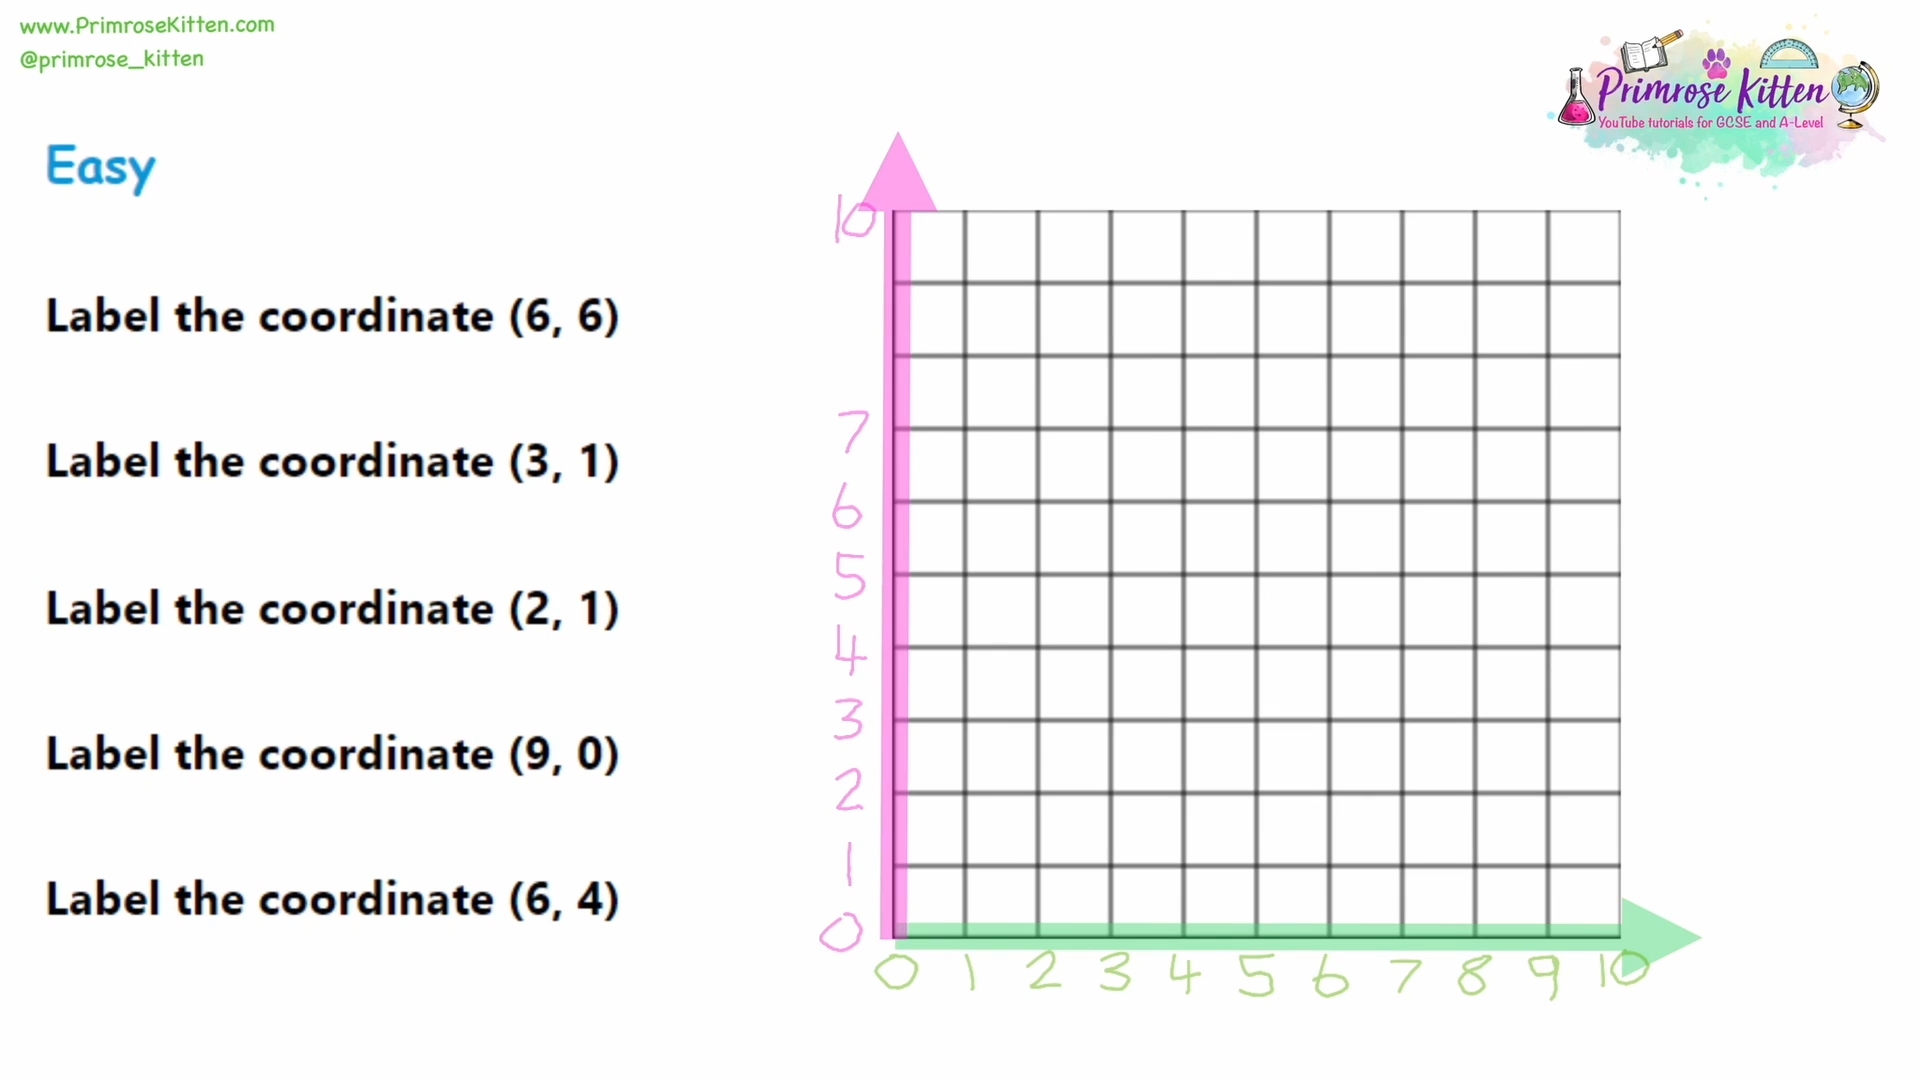 www.PrimroseKitten.com
@primrose_kitten
Primrose Kitten
YouTube tutorials for GCSE and A-Level
Easy
Label the coordinate (6, 6)
Label the coordinate (3, 1)
Label the coordinate (2, 1)
Label the coordinate (9, 0)
Label the coordinate (6, 4)
10
7
6
5
4
3
2
1
0
0 1 2 3 4 5 6 7 8 9 10